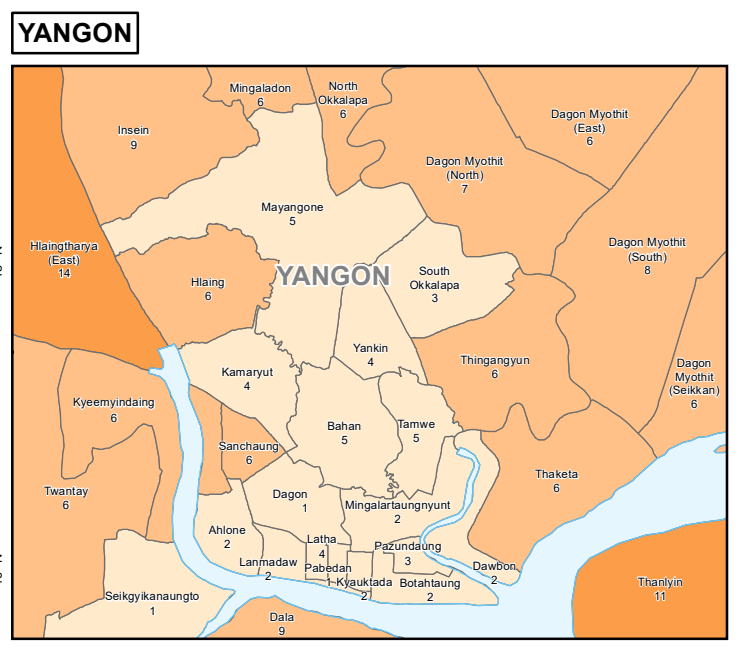 YANGON
Mingaladon
6
North
Okkalapa
6
Insein
9
Dagon Myothit
(East)
6
Dagon Myothit
(North)
7
Mayangone
5
Hlaingtharya
(East)
14
Dagon Myothit
(South)
8
Hlaing
6
YANGON
South
Okkalapa
3
Yankin
4
Thingangyun
6
Kamaryut
4
Dagon
Myothit
(Seikkan)
6
Kyeemyindaing
6
Bahan
5
Tamwe
5
Sanchaung
6
Thaketa
6
Twantay
6
Dagon
1
Mingalartaungnyunt
2
Ahlone
2
Latha
4
Pazundaung
3
Lanmadaw
2
Pabedan
1
Kyauktada
2
Botahtaung
2
Dawbon
2
Seikgyikanaungto
1
Thanlyin
11
Dala
9